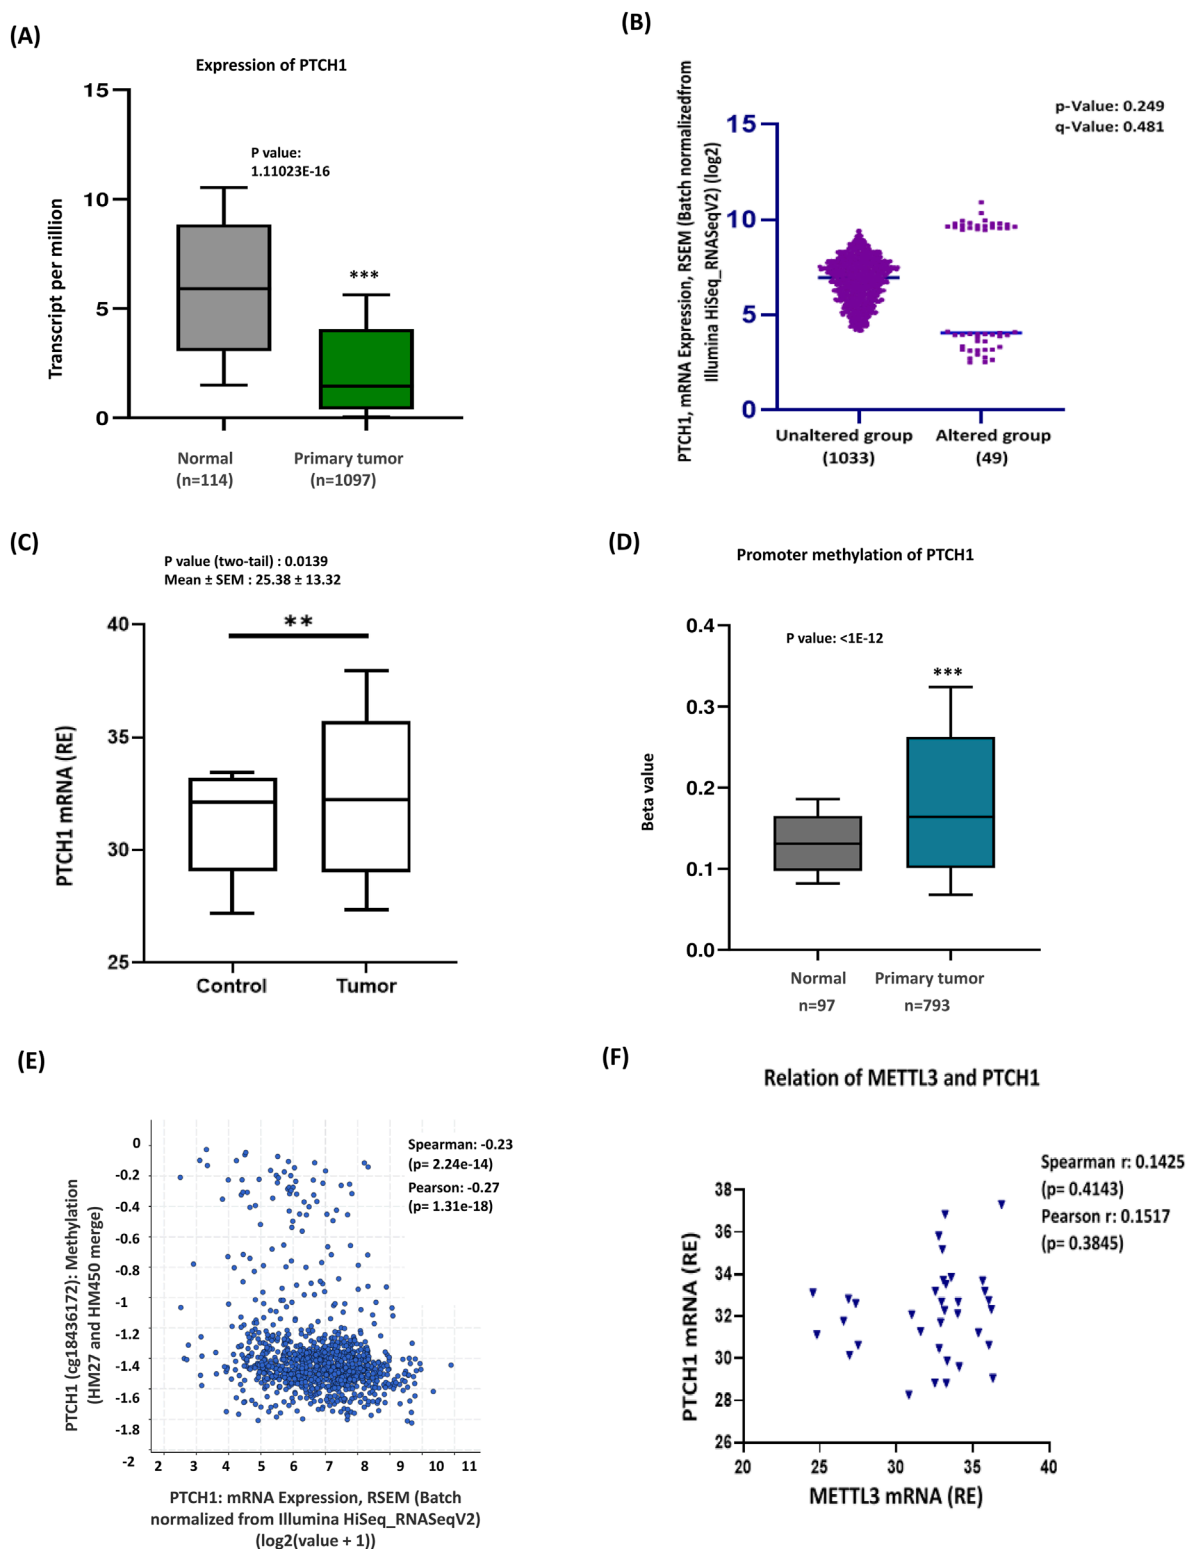 (A)
Expression of PTCH1
P value:
1.11023E-16
***
Transcript per million
15
10
5
0
Normal
(n=114)
Primary tumor
(n=1097)
(B)
p-Value: 0.249
q-Value: 0.481
PTCH1, mRNA Expression, RSEM (Batch normalizedfrom
Illumina HiSeq_RNASeqV2) (log2)
15
10
5
0
Unaltered group
(1033)
Altered group
(49)
(C)
P value (two-tail) : 0.0139
Mean ± SEM : 25.38 ± 13.32
**
PTCH1 mRNA (RE)
40
35
30
25
Control
Tumor
(D)
Promoter methylation of PTCH1
P value: <1E-12
***
Beta value
0.4
0.3
0.2
0.1
0.0
Normal
n=97
Primary tumor
n=793
(E)
Spearman: -0.23
(p= 2.24e-14)
Pearson: -0.27
(p= 1.31e-18)
PTCH1 (cg18436172): Methylation
(HM27 and HM450 merge)
0
-0.2
-0.4
-0.6
-0.8
-1
-1.2
-1.4
-1.6
-1.8
-2
2 3 4 5 6 7 8 9 10 11
PTCH1: mRNA Expression, RSEM (Batch
normalized from Illumina HiSeq_RNASeqV2)
(log2(value + 1))
(F)
Relation of METTL3 and PTCH1
Spearman r: 0.1425
(p= 0.4143)
Pearson r: 0.1517
(p= 0.3845)
PTCH1 mRNA (RE)
38
36
34
32
30
28
26
20 25 30 35 40
METTL3 mRNA (RE)